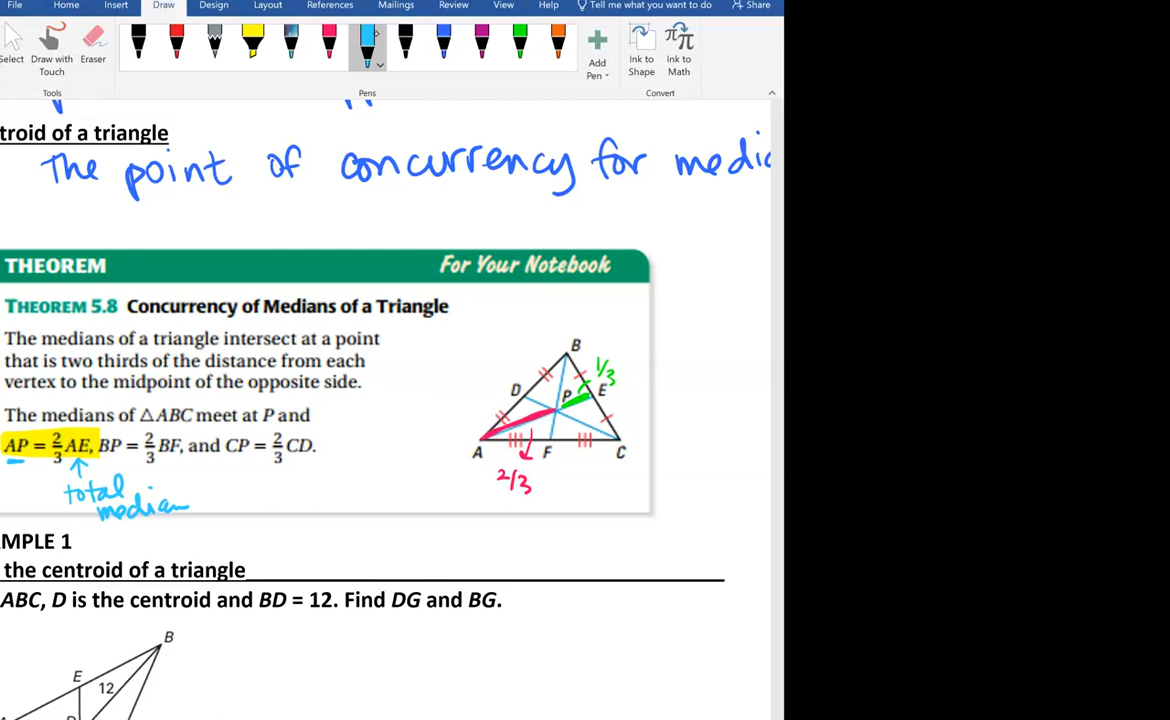 File Home Insert Draw Design Layout References Mailings Review View Help Tell me what you want to do Share
Select Draw with Touch Eraser
Add Pen
Ink to Shape
Ink to Math
Tools Pens Convert
troid of a triangle
The point of concurrency for media
THEOREM For Your Notebook
THEOREM 5.8 Concurrency of Medians of a Triangle
The medians of a triangle intersect at a point
that is two thirds of the distance from each
vertex to the midpoint of the opposite side.
The medians of △ABC meet at P and
AP = 2/3 AE, BP = 2/3 BF, and CP = 2/3 CD.
total
median
B
1/3
D P E
A F C
2/3
MPLE 1
the centroid of a triangle
ABC, D is the centroid and BD = 12. Find DG and BG.
B
E
12